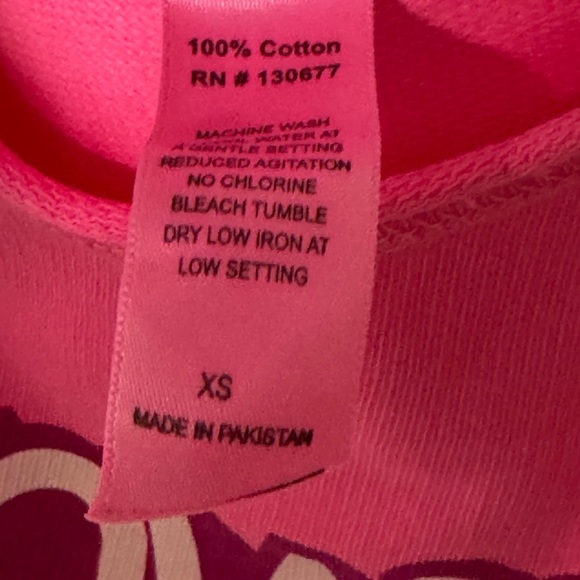 100% Cotton
RN # 130677
MACHINE WASH
COOL WATER AT
A GENTLE SETTING
REDUCED AGITATION
NO CHLORINE
BLEACH TUMBLE
DRY LOW IRON AT
LOW SETTING
XS
MADE IN PAKISTAN